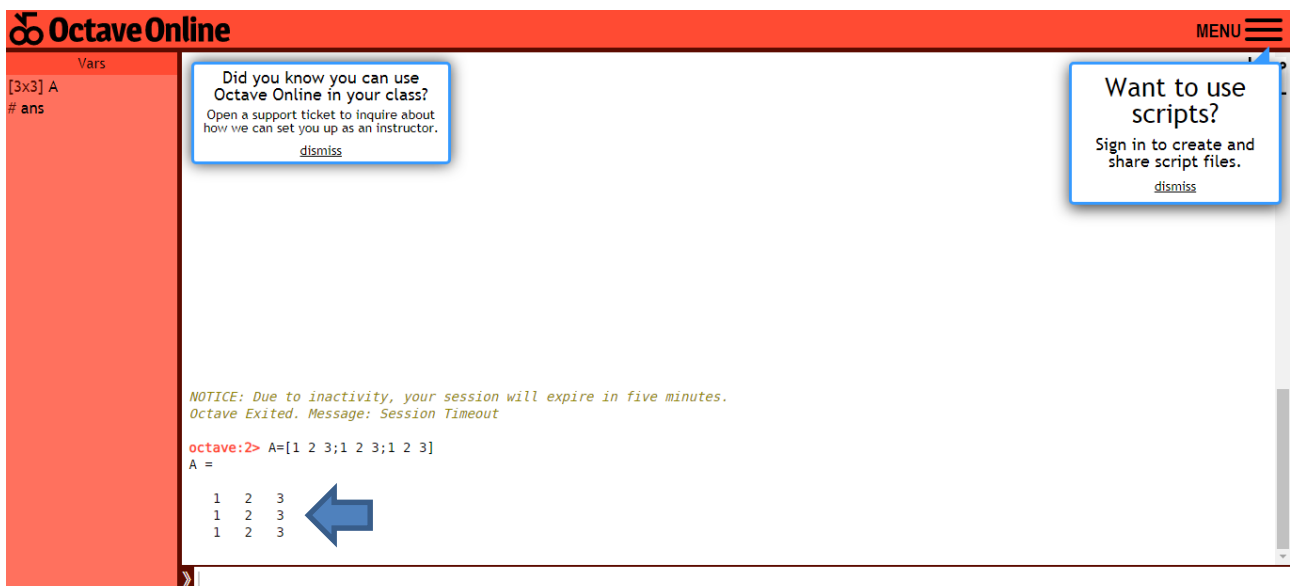 Octave Online
MENU
Vars
[3x3] A
# ans
Did you know you can use
Octave Online in your class?
Open a support ticket to inquire about
how we can set you up as an instructor.
dismiss
Want to use
scripts?
Sign in to create and
share script files.
dismiss
NOTICE: Due to inactivity, your session will expire in five minutes.
Octave Exited. Message: Session Timeout
octave:2> A=[1 2 3;1 2 3;1 2 3]
A =
1 2 3
1 2 3
1 2 3
》